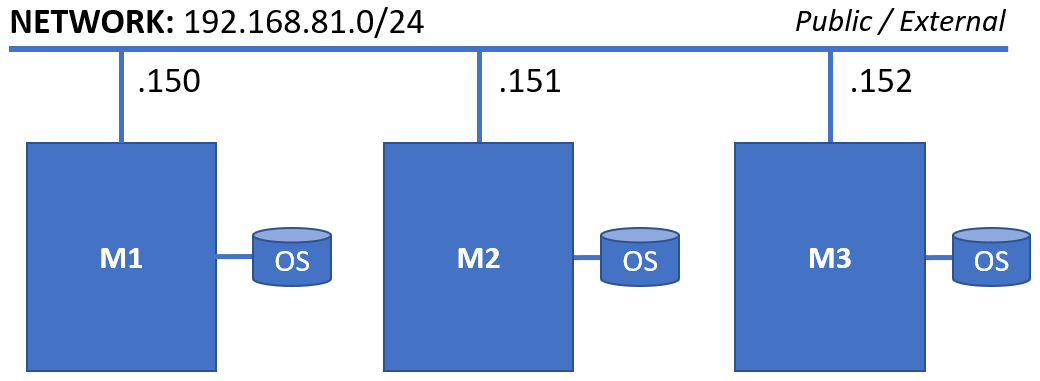 NETWORK: 192.168.81.0/24
Public / External
.150
.151
.152
M1
OS
M2
OS
M3
OS